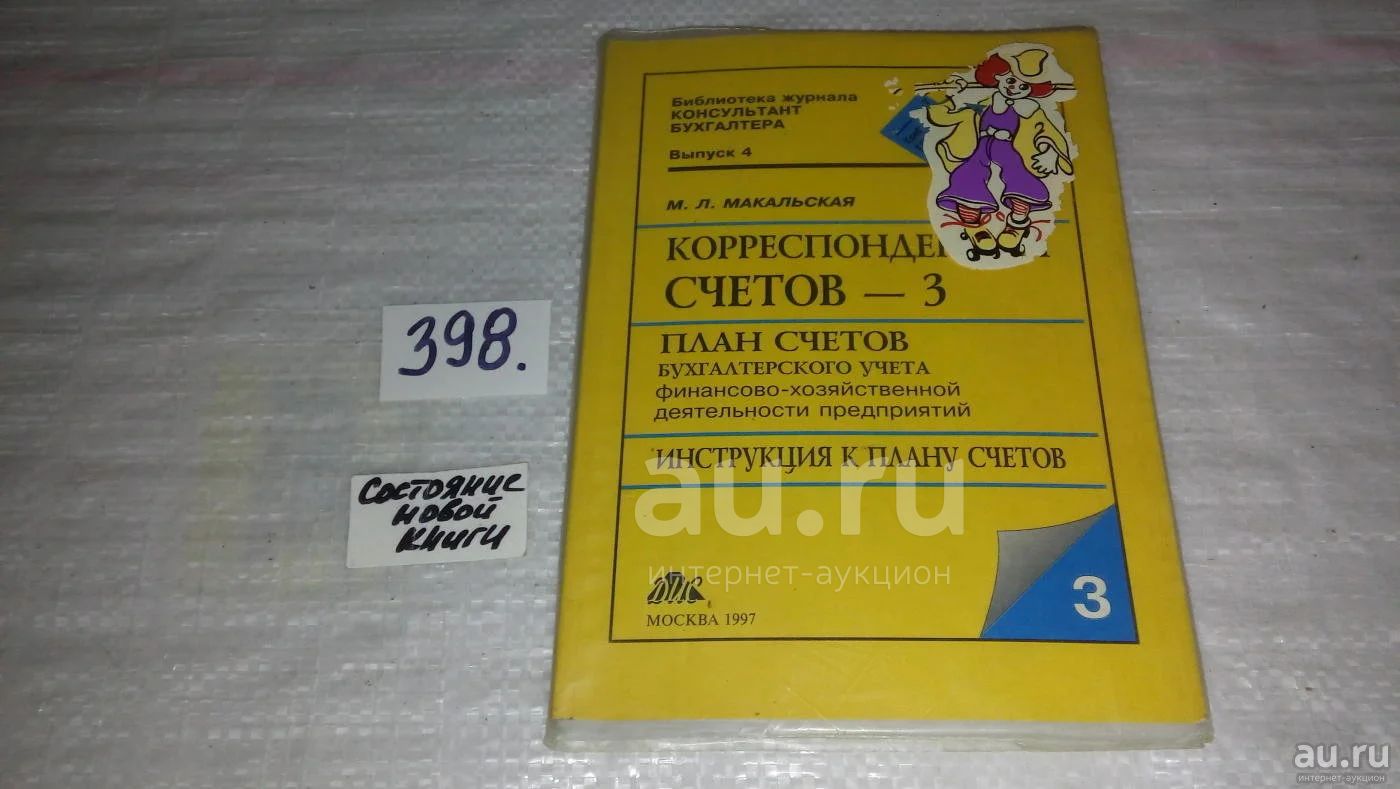 Библиотека журнала
КОНСУЛЬТАНТ
БУХГАЛТЕРА
Выпуск 4
М. Л. МАКАЛЬСКАЯ
СЧЕТОВ — 3
ПЛАН СЧЕТОВ
БУХГАЛТЕРСКОГО УЧЕТА
финансово-хозяйственной
деятельности предприятий
ИНСТРУКЦИЯ К ПЛАНУ СЧЕТОВ
ДИС
МОСКВА 1997
3
398.
Состояние
новой
книги
au.ru
интернет-аукцион
au.ru
интернет-аукцион